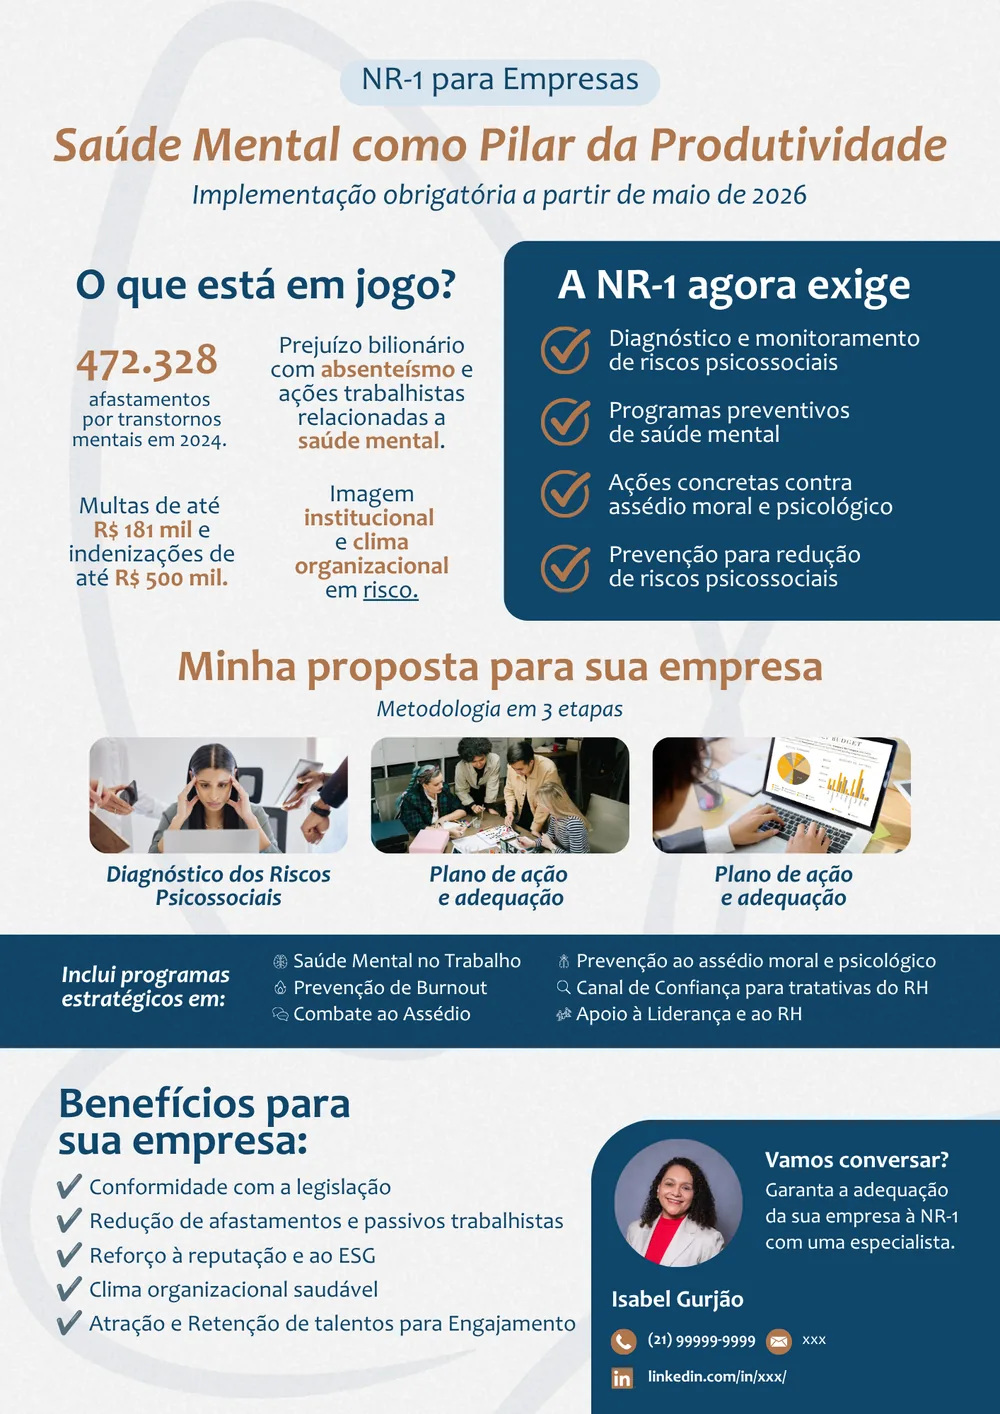 NR-1 para Empresas
Saúde Mental como Pilar da Produtividade
Implementação obrigatória a partir de maio de 2026
O que está em jogo?
472.328
afastamentos
por transtornos
mentais em 2024.
Prejuízo bilionário
com absenteísmo e
ações trabalhistas
relacionadas a
saúde mental.
Multas de até
R$ 181 mil e
indenizações de
até R$ 500 mil.
Imagem
institucional
e clima
organizacional
em risco.
A NR-1 agora exige
Diagnóstico e monitoramento
de riscos psicossociais
Programas preventivos
de saúde mental
Ações concretas contra
assédio moral e psicológico
Prevenção para redução
de riscos psicossociais
Minha proposta para sua empresa
Metodologia em 3 etapas
BUDGET
Diagnóstico dos Riscos
Psicossociais
Plano de ação
e adequação
Plano de ação
e adequação
Inclui programas
estratégicos em:
Saúde Mental no Trabalho
Prevenção de Burnout
Combate ao Assédio
Prevenção ao assédio moral e psicológico
Canal de Confiança para tratativas do RH
Apoio à Liderança e ao RH
Benefícios para
sua empresa:
Conformidade com a legislação
Redução de afastamentos e passivos trabalhistas
Reforço à reputação e ao ESG
Clima organizacional saudável
Atração e Retenção de talentos para Engajamento
Vamos conversar?
Garanta a adequação
da sua empresa à NR-1
com uma especialista.
Isabel Gurjão
(21) 99999-9999
xxx
in
linkedin.com/in/xxx/